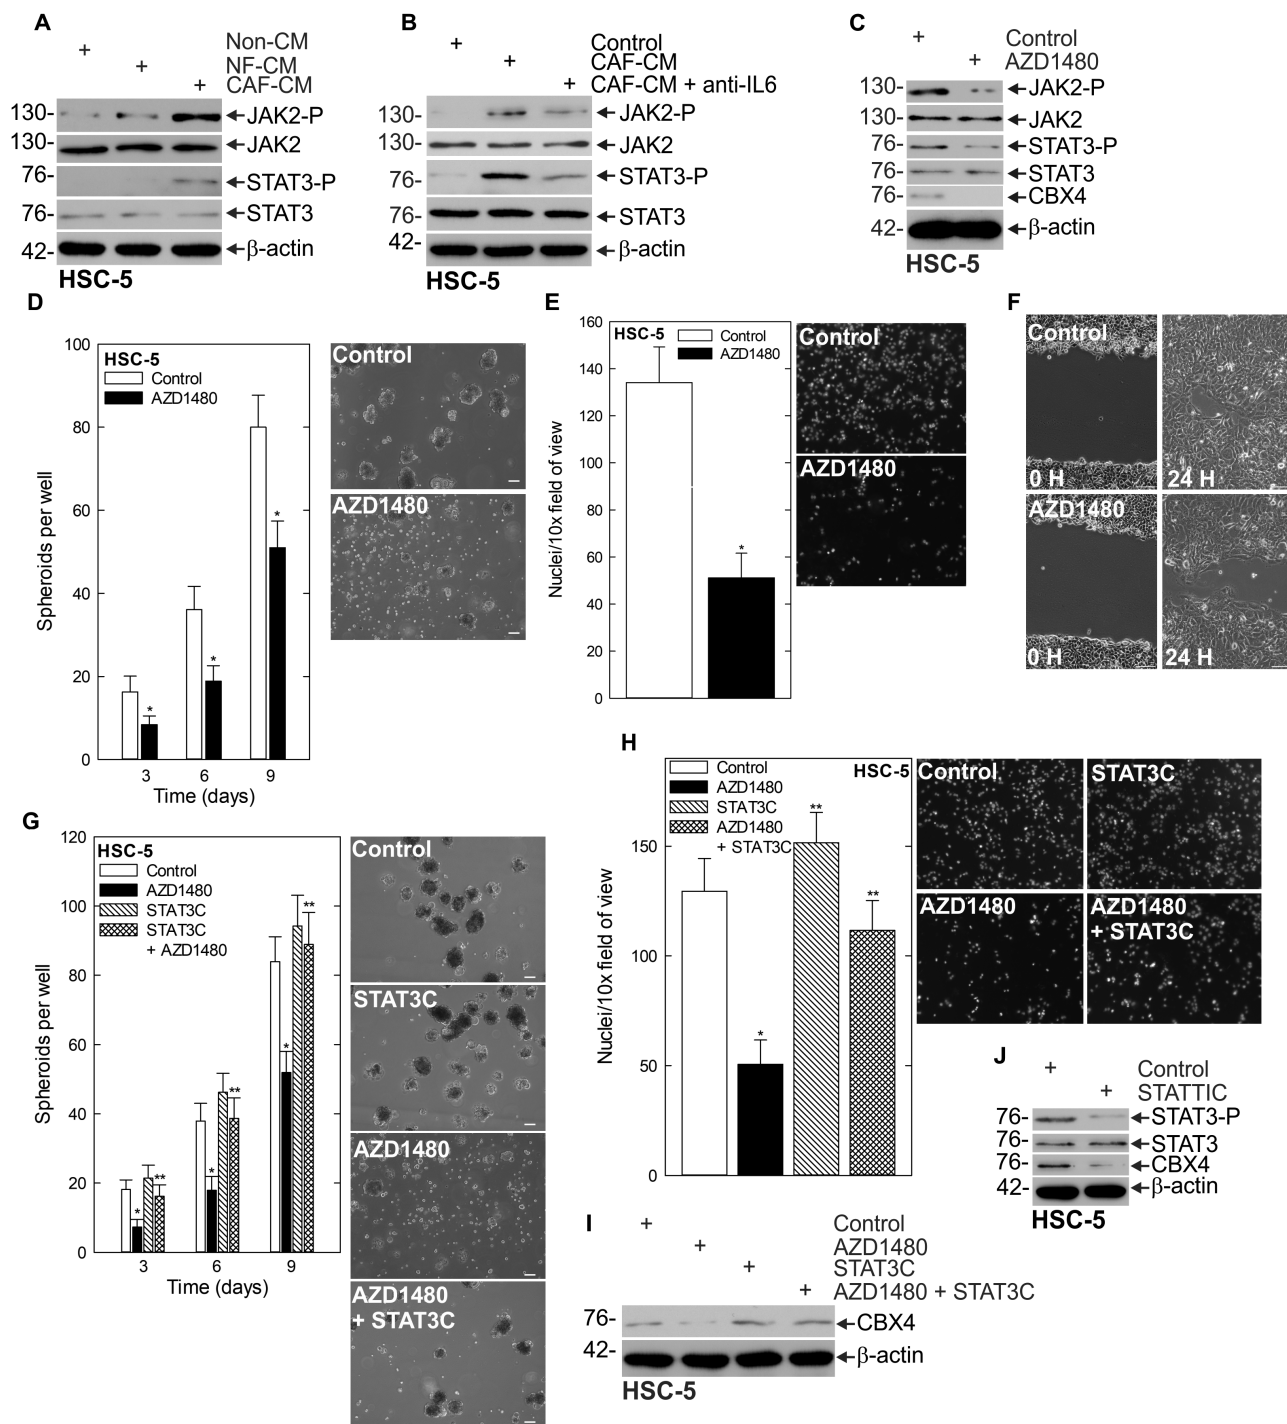 A
+ Non-CM
+ NF-CM
+ CAF-CM
130- JAK2-P
130- JAK2
76- STAT3-P
76- STAT3
42- β-actin
HSC-5
B
+ Control
+ CAF-CM
+ CAF-CM + anti-IL6
130- JAK2-P
130- JAK2
76- STAT3-P
76- STAT3
42- β-actin
HSC-5
C
+ Control
+ AZD1480
130- JAK2-P
130- JAK2
76- STAT3-P
76- STAT3
76- CBX4
42- β-actin
HSC-5
D
HSC-5
Control
AZD1480
100
80
60
40
20
0
* * *
3 6 9
Spheroids per well
Time (days)
Control
AZD1480
E
HSC-5
Control
AZD1480
160
140
120
100
80
60
40
20
0
*
Nuclei/10x field of view
Control
AZD1480
F
Control
0 H 24 H
AZD1480
0 H 24 H
G
HSC-5
Control
AZD1480
STAT3C
STAT3C
+ AZD1480
120
100
80
60
40
20
0
* ** * ** * **
3 6 9
Spheroids per well
Time (days)
Control
STAT3C
AZD1480
AZD1480
+ STAT3C
H
HSC-5
Control
AZD1480
STAT3C
AZD1480
+ STAT3C
150
100
50
0
* ** **
Nuclei/10x field of view
Control STAT3C
AZD1480 AZD1480
+ STAT3C
I
+ Control
+ AZD1480
+ STAT3C
+ AZD1480 + STAT3C
76- CBX4
42- β-actin
HSC-5
J
+ Control
+ STATTIC
76- STAT3-P
76- STAT3
76- CBX4
42- β-actin
HSC-5